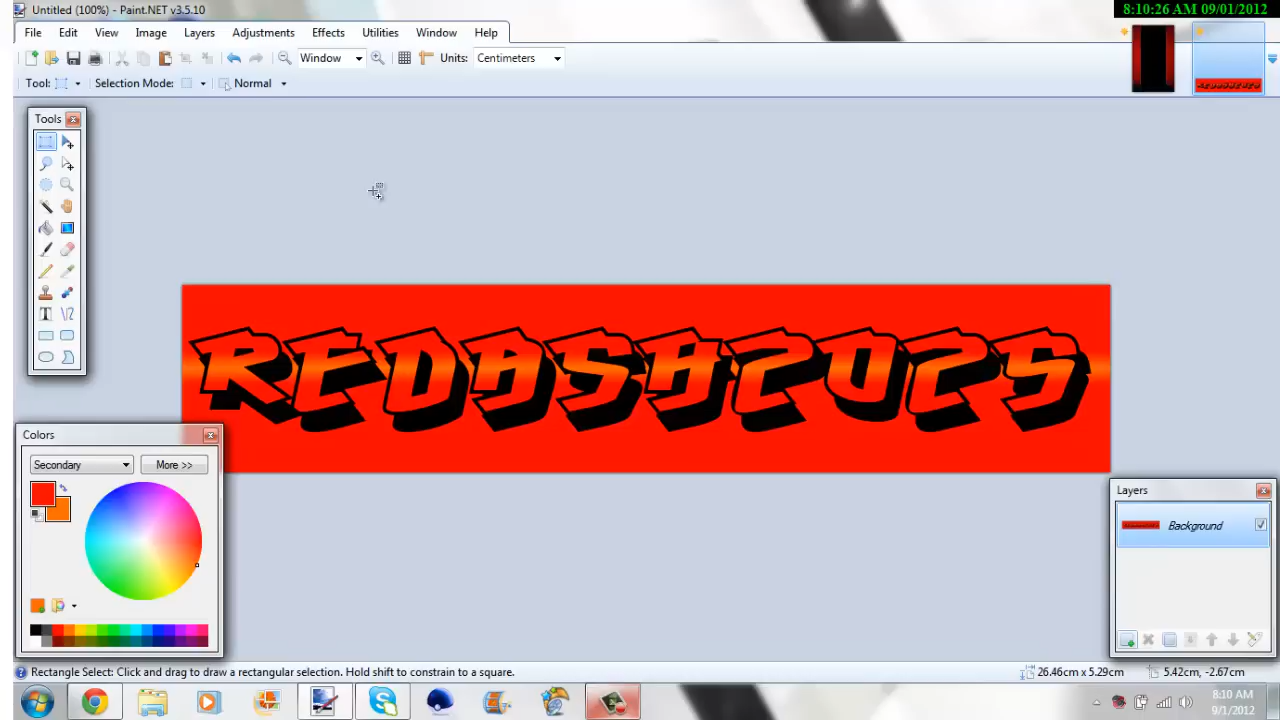 Untitled (100%) - Paint.NET v3.5.10
8:10:26 AM 09/01/2012
File Edit View Image Layers Adjustments Effects Utilities Window Help
Window Units: Centimeters
Tool: Selection Mode: Normal
Tools
REDASH2025
Colors
Secondary More >>
Layers
Background
Rectangle Select: Click and drag to draw a rectangular selection. Hold shift to constrain to a square.
26.46cm x 5.29cm 5.42cm, -2.67cm
8:10 AM
9/1/2012